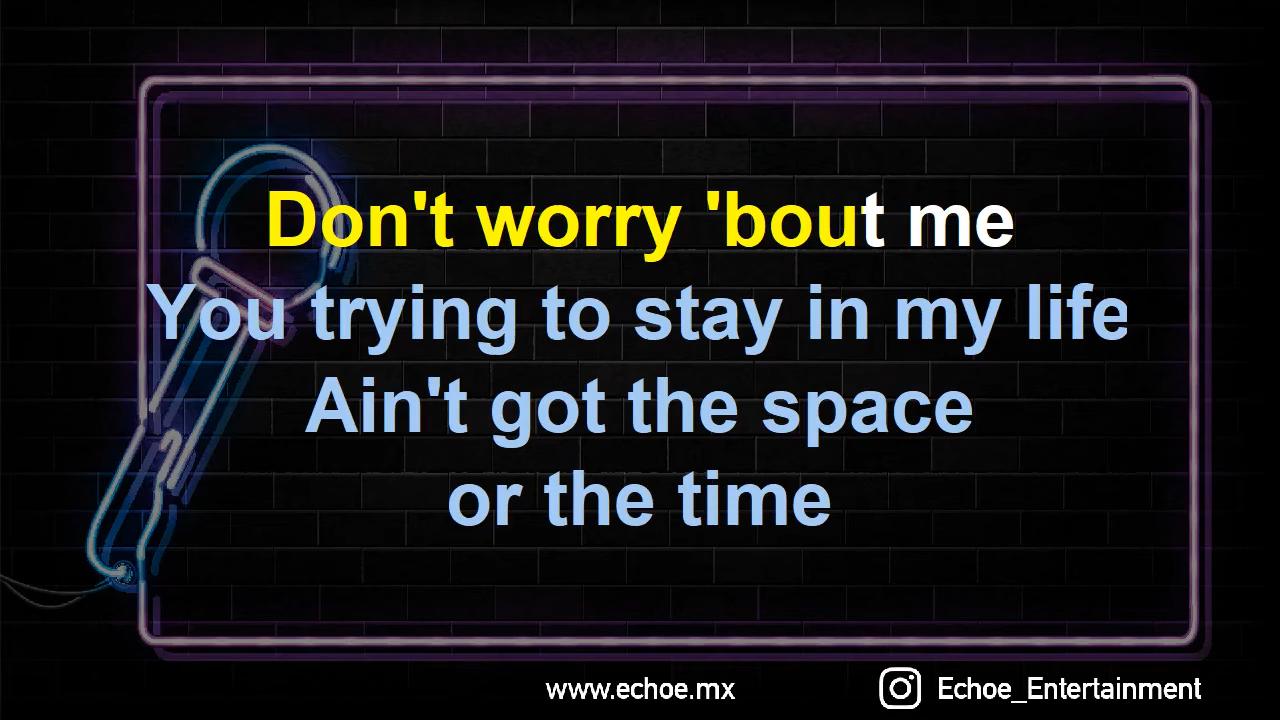 Don't worry 'bout me
You trying to stay in my life
Ain't got the space
or the time
www.echoe.mx
Echoe_Entertainment